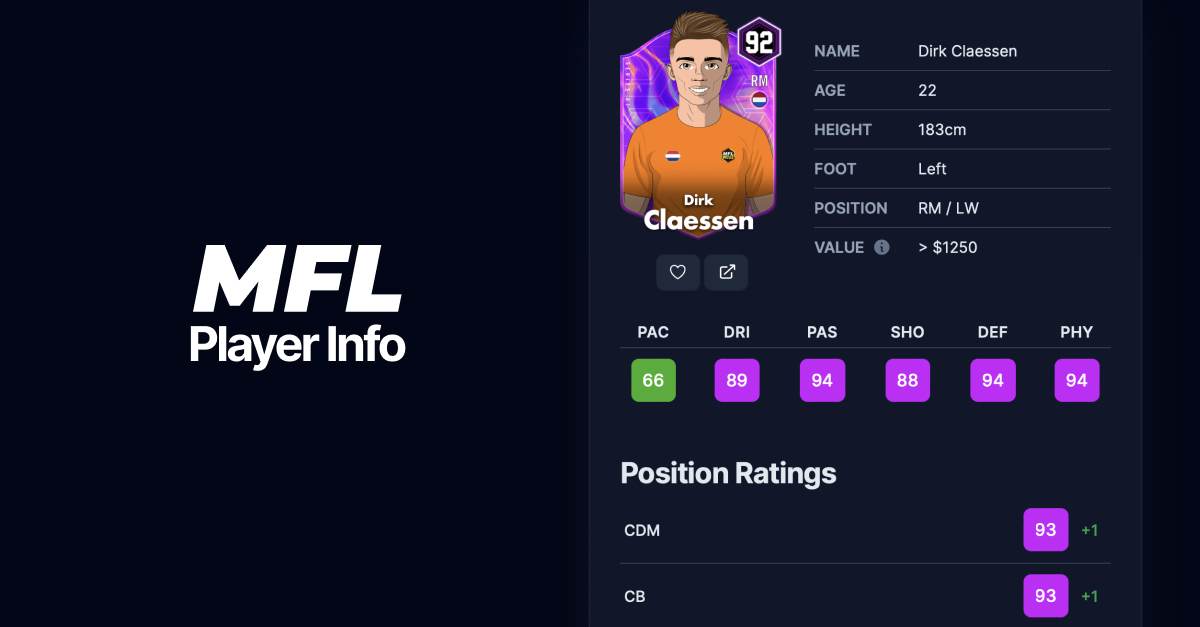 MFL
Player Info
92
RM
Dirk
Claessen
NAME Dirk Claessen
AGE 22
HEIGHT 183cm
FOOT Left
POSITION RM / LW
VALUE i > $1250
PAC DRI PAS SHO DEF PHY
66 89 94 88 94 94
Position Ratings
CDM 93 +1
CB 93 +1